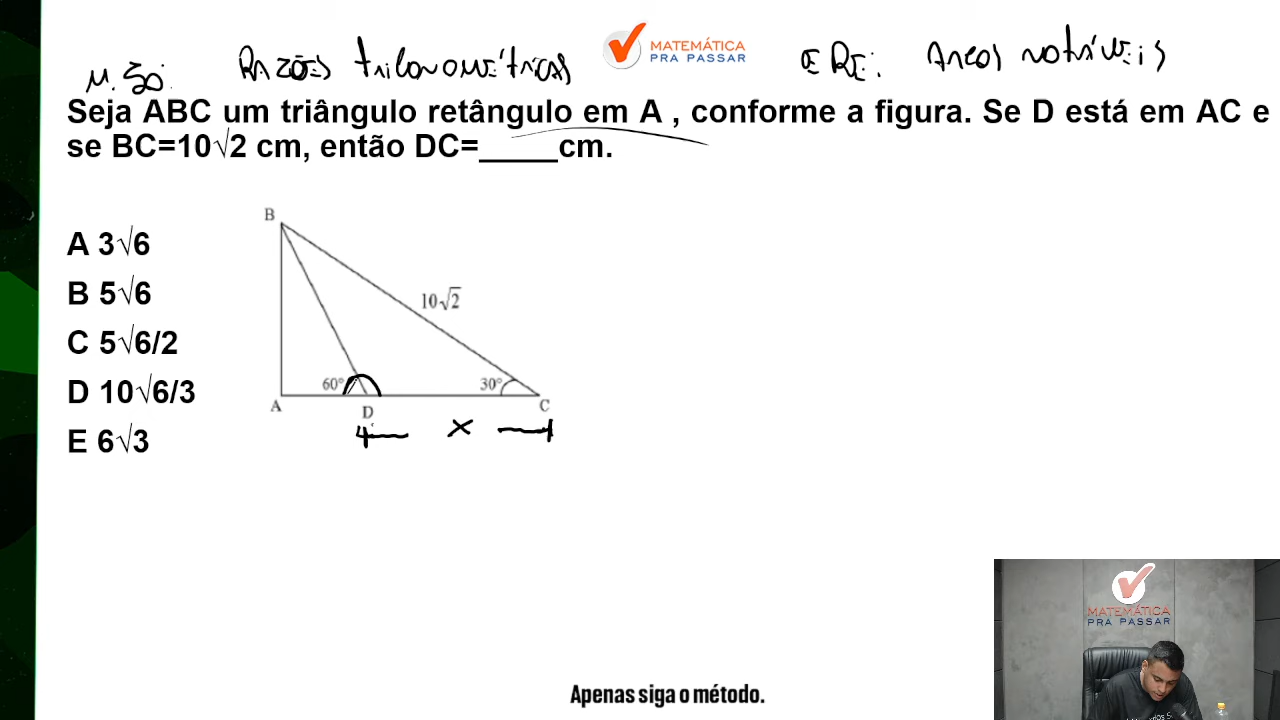 M. 50: RAZÕES trigonométricas
MATEMÁTICA
PRA PASSAR
ERE: Arcos notáveis
Seja ABC um triângulo retângulo em A , conforme a figura. Se D está em AC e
se BC=10√2 cm, então DC=_____cm.
A 3√6
B 5√6
C 5√6/2
D 10√6/3
E 6√3
B
10√2
60°
30°
A
D
C
x
MATEMÁTICA
PRA PASSAR
Apenas siga o método.